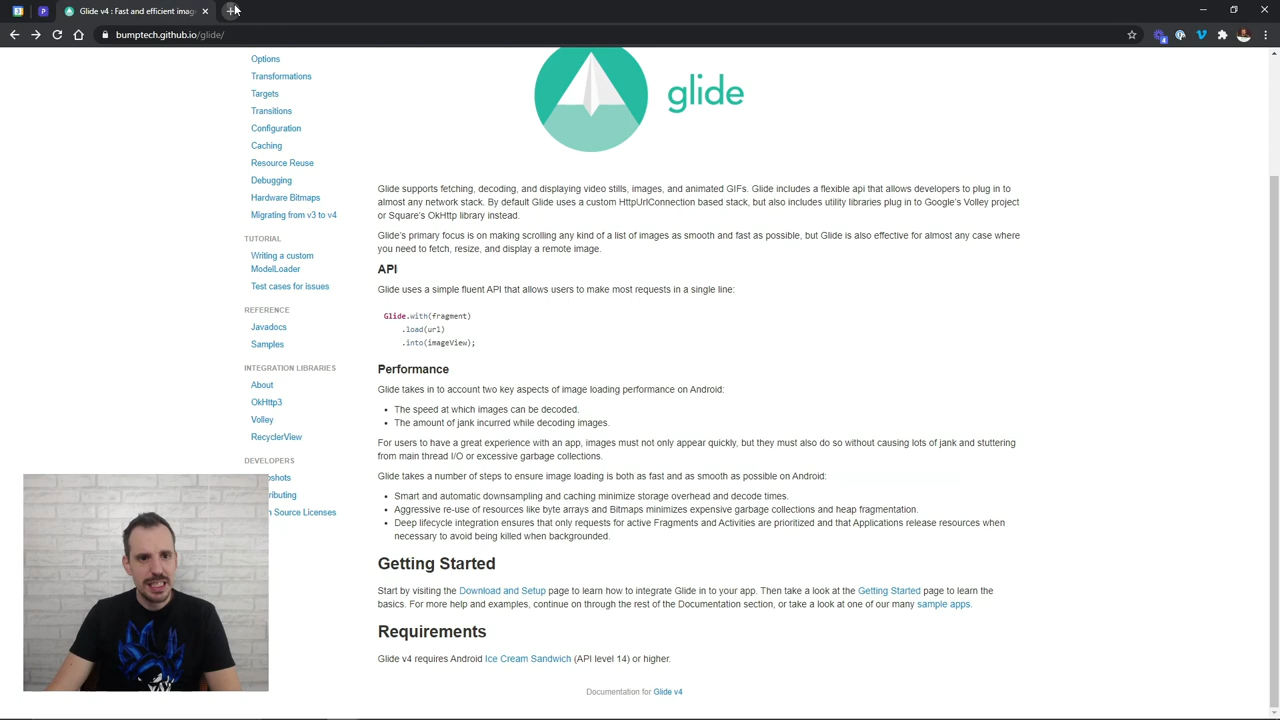 Glide v4 : Fast and efficient im
bumptech.github.io/glide/
Options
Transformations
Targets
Transitions
Configuration
Caching
Resource Reuse
Debugging
Hardware Bitmaps
Migrating from v3 to v4
TUTORIAL
Writing a custom
ModelLoader
Test cases for issues
REFERENCE
Javadocs
Samples
INTEGRATION LIBRARIES
About
OkHttp3
Volley
RecyclerView
DEVELOPERS
pshots
ributing
n Source Licenses
glide
Glide supports fetching, decoding, and displaying video stills, images, and animated GIFs. Glide includes a flexible api that allows developers to plug in to
almost any network stack. By default Glide uses a custom HttpUrlConnection based stack, but also includes utility libraries plug in to Google's Volley project
or Square's OkHttp library instead.
Glide's primary focus is on making scrolling any kind of a list of images as smooth and fast as possible, but Glide is also effective for almost any case where
you need to fetch, resize, and display a remote image.
API
Glide uses a simple fluent API that allows users to make most requests in a single line:
Glide.with(fragment)
.load(url)
.into(imageView);
Performance
Glide takes in to account two key aspects of image loading performance on Android:
• The speed at which images can be decoded.
• The amount of jank incurred while decoding images.
For users to have a great experience with an app, images must not only appear quickly, but they must also do so without causing lots of jank and stuttering
from main thread I/O or excessive garbage collections.
Glide takes a number of steps to ensure image loading is both as fast and as smooth as possible on Android:
• Smart and automatic downsampling and caching minimize storage overhead and decode times.
• Aggressive re-use of resources like byte arrays and Bitmaps minimizes expensive garbage collections and heap fragmentation.
• Deep lifecycle integration ensures that only requests for active Fragments and Activities are prioritized and that Applications release resources when
necessary to avoid being killed when backgrounded.
Getting Started
Start by visiting the Download and Setup page to learn how to integrate Glide in to your app. Then take a look at the Getting Started page to learn the
basics. For more help and examples, continue on through the rest of the Documentation section, or take a look at one of our many sample apps.
Requirements
Glide v4 requires Android Ice Cream Sandwich (API level 14) or higher.
Documentation for Glide v4